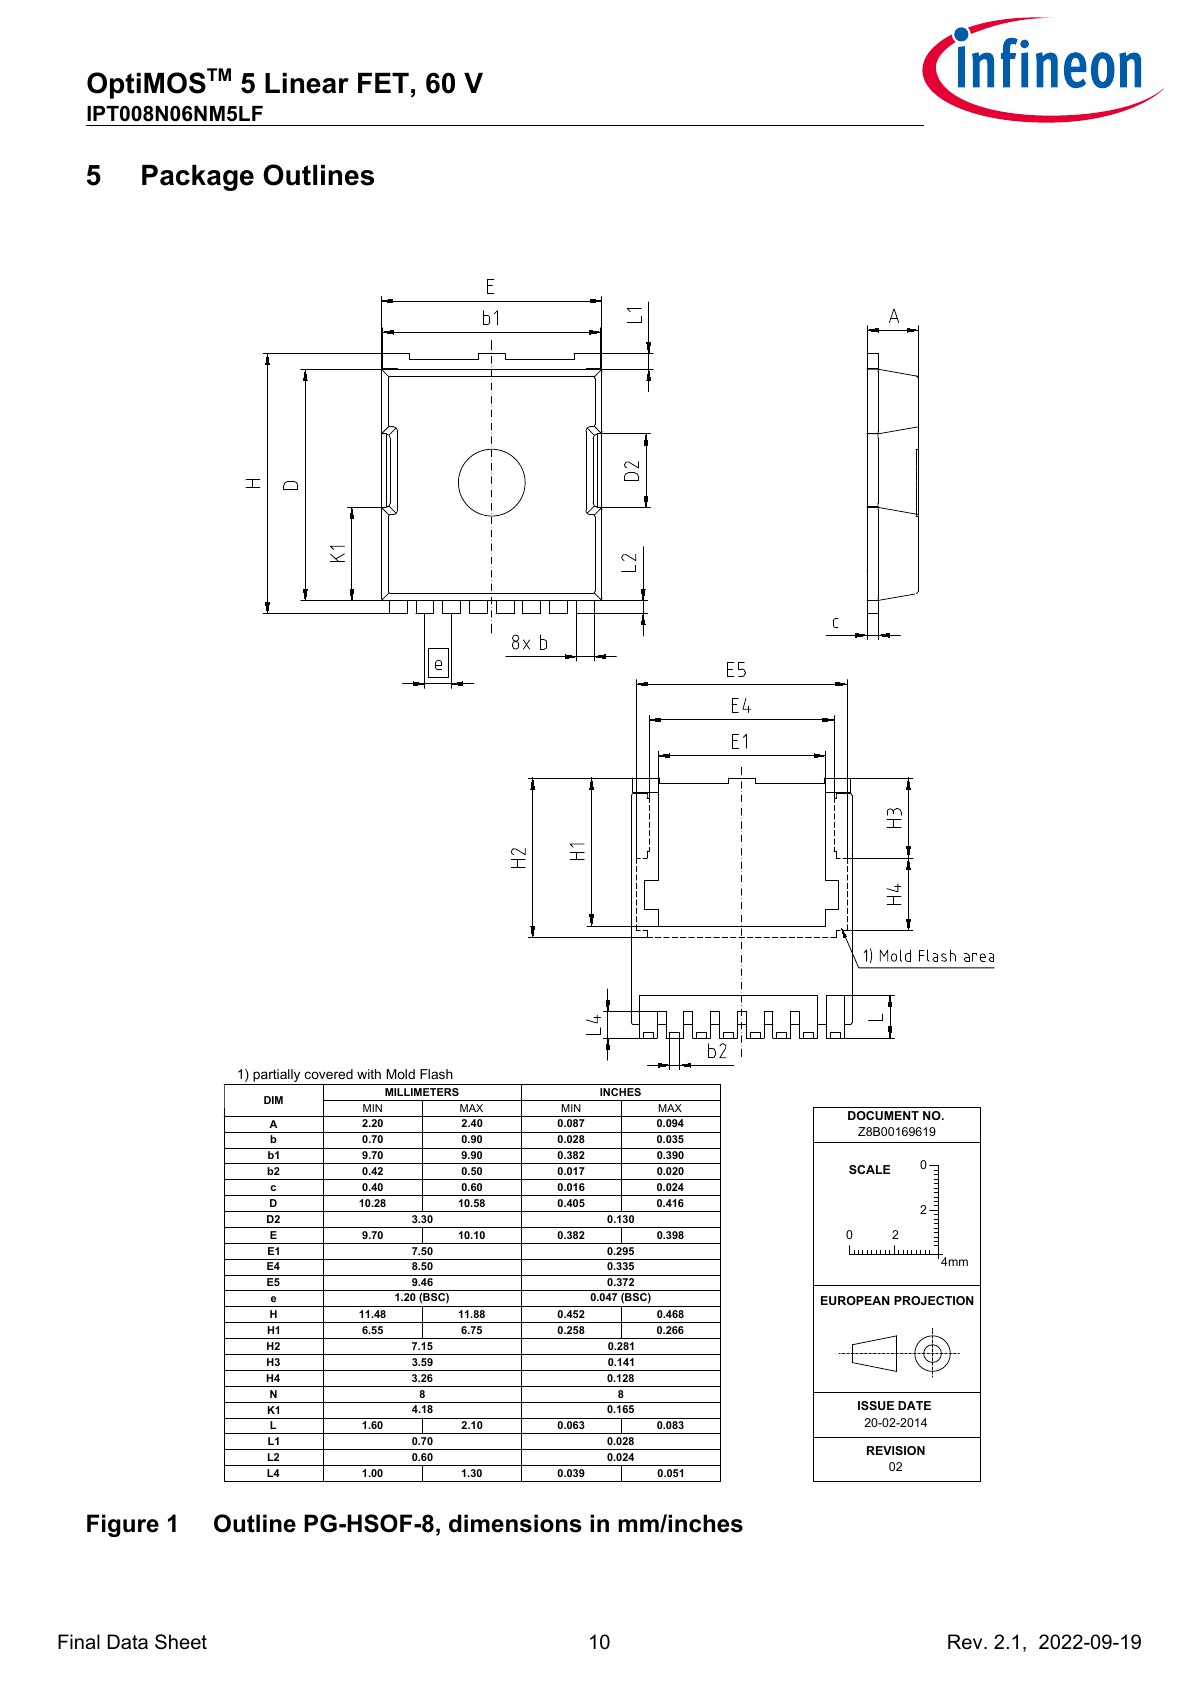 infineon
OptiMOS™ 5 Linear FET, 60 V
IPT008N06NM5LF
5 Package Outlines
E
b1
L1
A
H
D
D2
K1
L2
c
8x b
e
E5
E4
E1
H2
H1
H3
H4
1) Mold Flash area
L4
L
b2
1) partially covered with Mold Flash
DIM MILLIMETERS INCHES
MIN MAX MIN MAX
A 2.20 2.40 0.087 0.094
b 0.70 0.90 0.028 0.035
b1 9.70 9.90 0.382 0.390
b2 0.42 0.50 0.017 0.020
c 0.40 0.60 0.016 0.024
D 10.28 10.58 0.405 0.416
D2 3.30 0.130
E 9.70 10.10 0.382 0.398
E1 7.50 0.295
E4 8.50 0.335
E5 9.46 0.372
e 1.20 (BSC) 0.047 (BSC)
H 11.48 11.88 0.452 0.468
H1 6.55 6.75 0.258 0.266
H2 7.15 0.281
H3 3.59 0.141
H4 3.26 0.128
N 8 8
K1 4.18 0.165
L 1.60 2.10 0.063 0.083
L1 0.70 0.028
L2 0.60 0.024
L4 1.00 1.30 0.039 0.051
DOCUMENT NO.
Z8B00169619
SCALE 0
2
0 2
4mm
EUROPEAN PROJECTION
ISSUE DATE
20-02-2014
REVISION
02
Figure 1 Outline PG-HSOF-8, dimensions in mm/inches
Final Data Sheet 10 Rev. 2.1, 2022-09-19